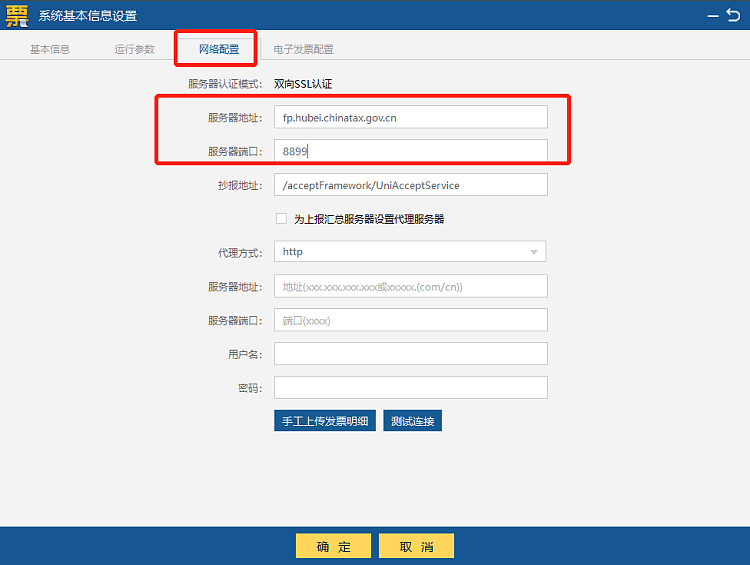 票 系统基本信息设置
基本信息 运行参数 网络配置 电子发票配置
服务器认证模式: 双向SSL认证
服务器地址: fp.hubei.chinatax.gov.cn
服务器端口: 8899
抄报地址: /acceptFramework/UniAcceptService
为上报汇总服务器设置代理服务器
代理方式: http
服务器地址: 地址(xxx.xxx.xxx.xxx或xxxxx.(com/cn))
服务器端口: 端口(xxxx)
用户名:
密码:
手工上传发票明细 测试连接
确 定 取 消